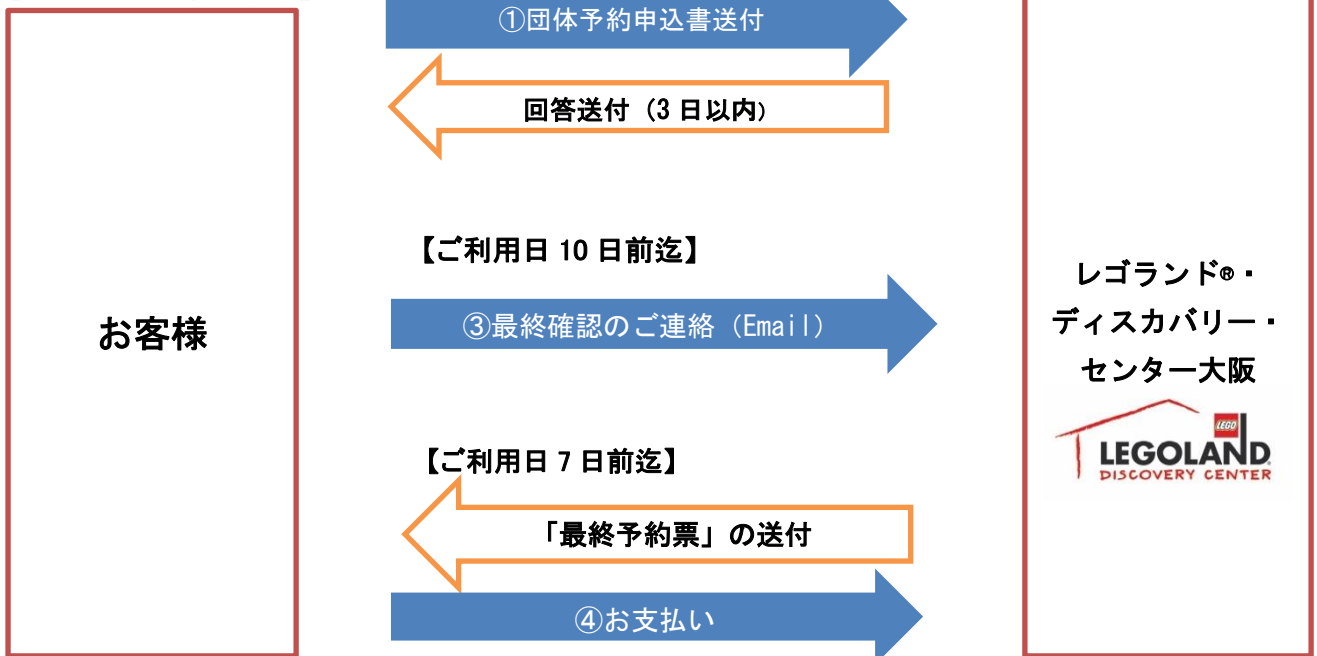 ①団体予約申込書送付
回答送付（3 日以内）
【ご利用日 10 日前迄】
③最終確認のご連絡（Email）
【ご利用日 7 日前迄】
「最終予約票」の送付
④お支払い
お客様
レゴランド®・
ディスカバリー・
センター大阪
LEGO
LEGOLAND
DISCOVERY CENTER